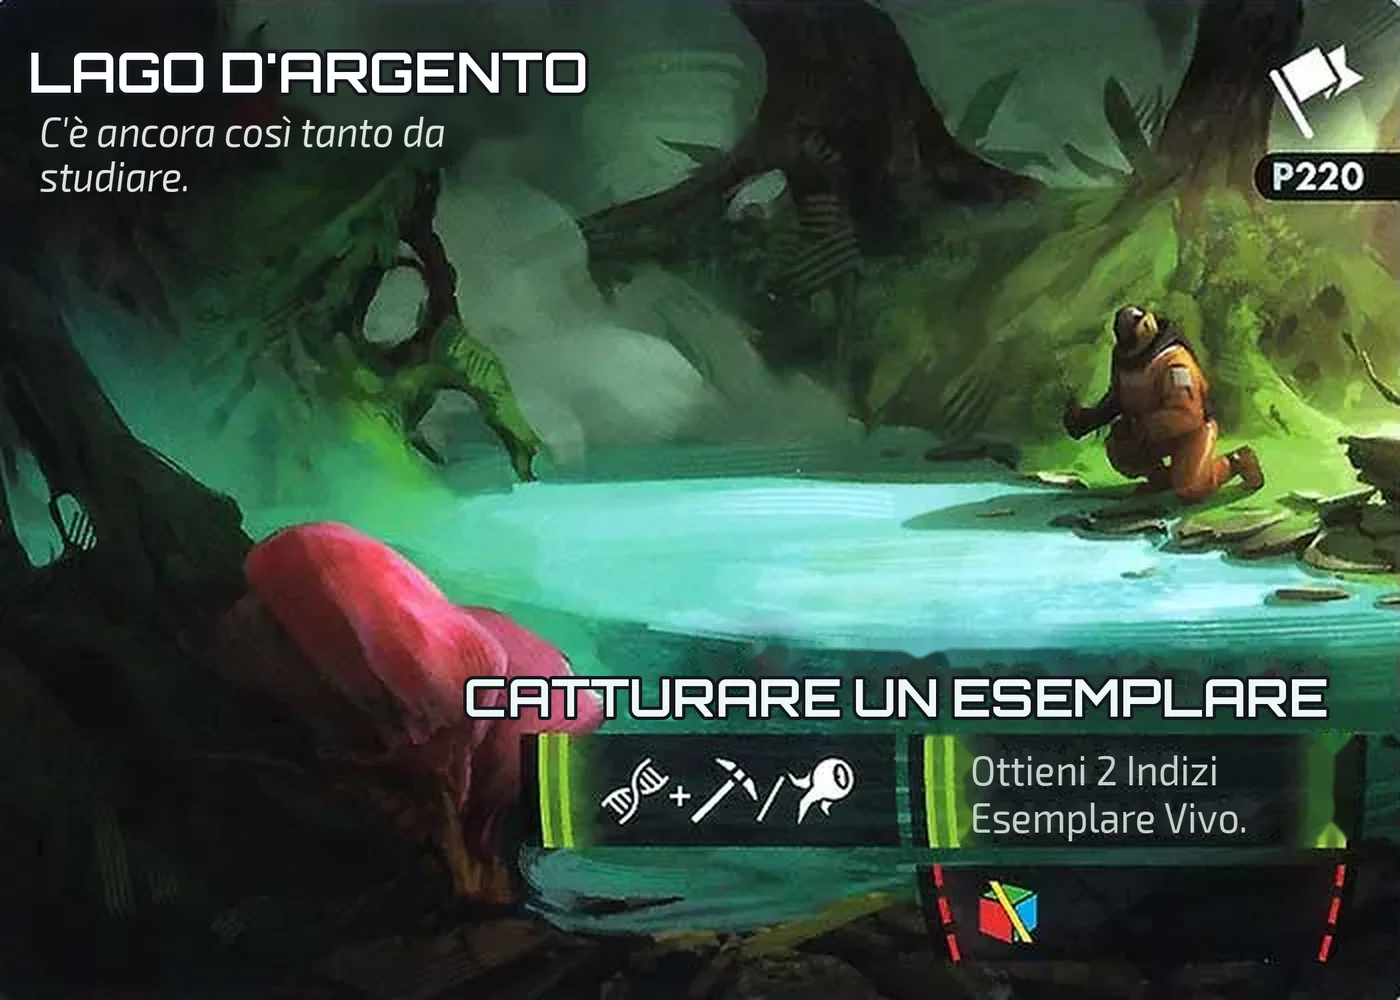 LAGO D'ARGENTO
C'è ancora così tanto da
studiare.
P220
CATTURARE UN ESEMPLARE
+ /
Ottieni 2 Indizi
Esemplare Vivo.